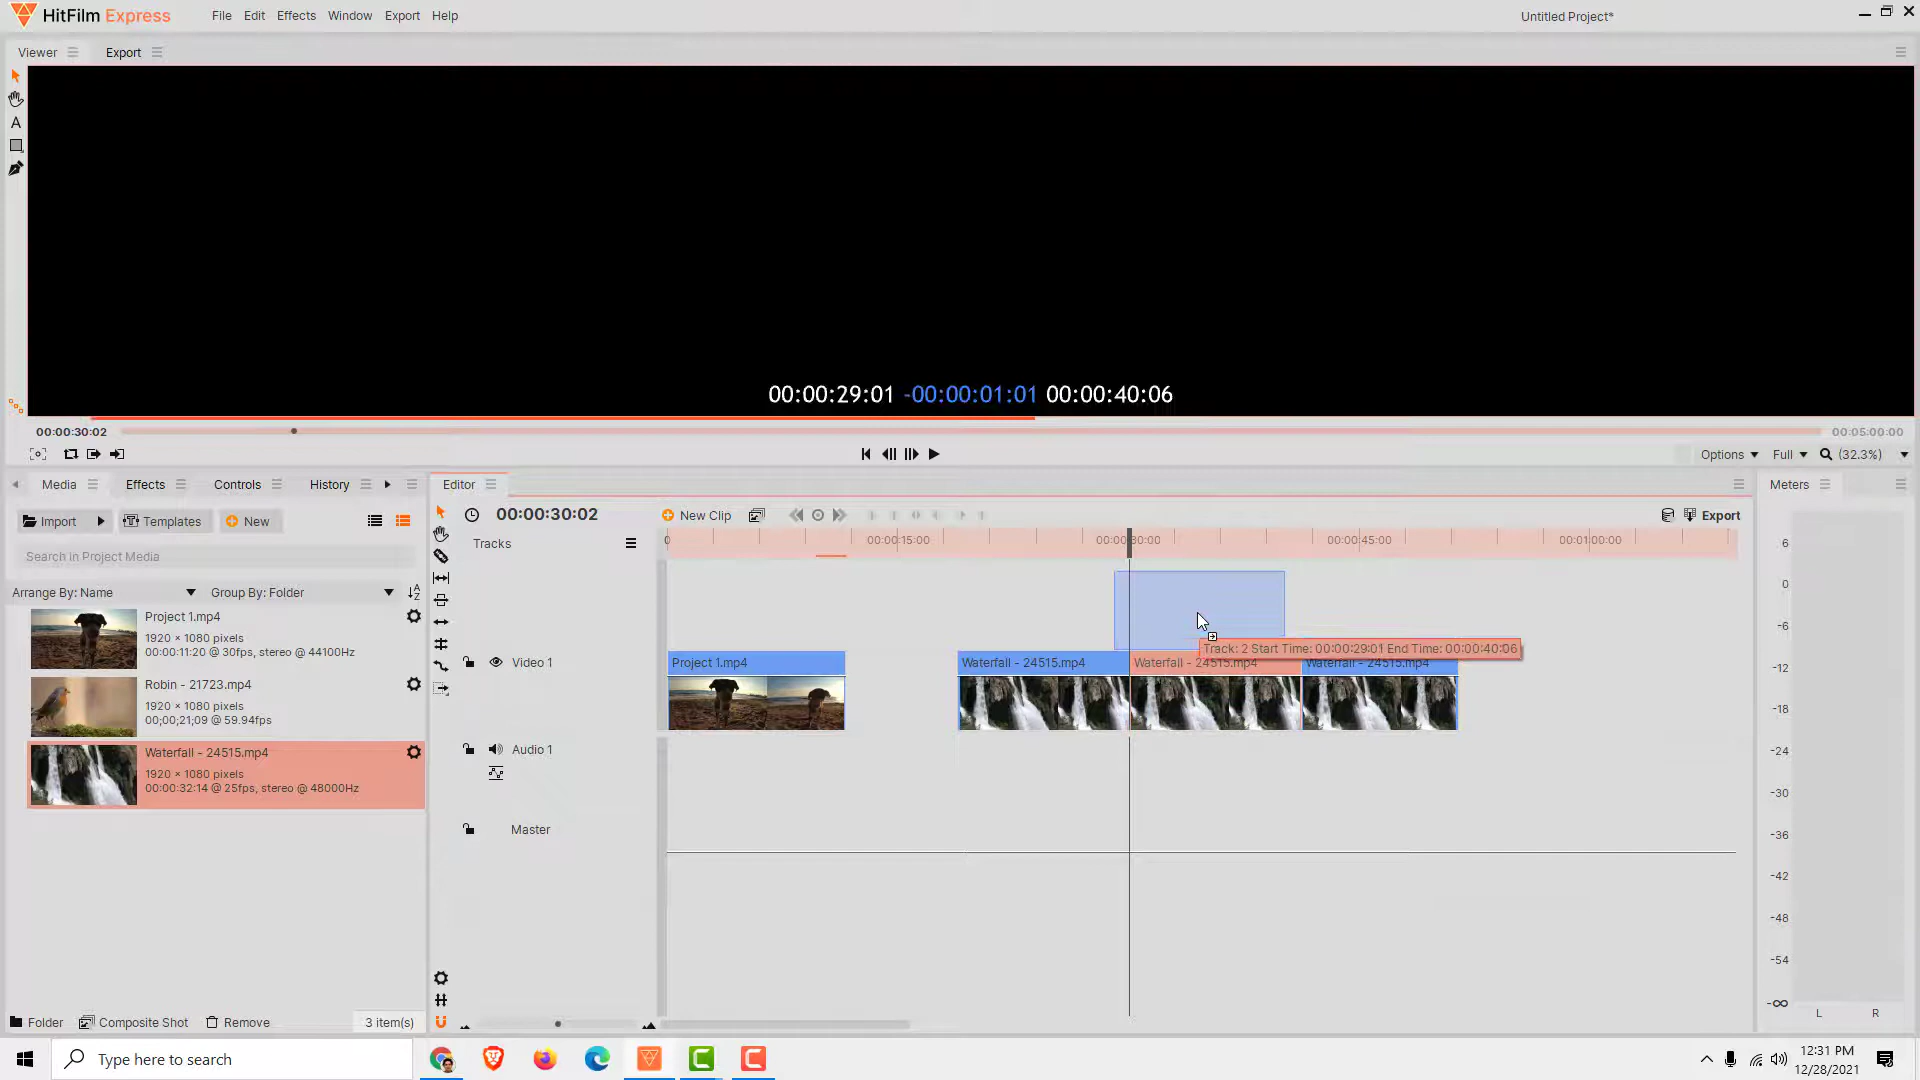 HitFilm Express
File Edit Effects Window Export Help
Untitled Project*
Viewer Export
A
00:00:29:01 -00:00:01:01 00:00:40:06
00:00:30:02
00:05:00:00
Options Full (32.3%)
Media Effects Controls History
Editor
Meters
Import Templates New
00:00:30:02
New Clip
Export
Search in Project Media
Tracks
0 00:00:15:00 00:00:30:00 00:00:45:00 00:01:00:00
Arrange By: Name Group By: Folder
Project 1.mp4
1920 × 1080 pixels
00:00:11:20 @ 30fps, stereo @ 44100Hz
Robin - 21723.mp4
1920 × 1080 pixels
00;00;21;09 @ 59.94fps
Waterfall - 24515.mp4
1920 × 1080 pixels
00:00:32:14 @ 25fps, stereo @ 48000Hz
Track: 2 Start Time: 00:00:29:01 End Time: 00:00:40:06
Video 1
Project 1.mp4
Waterfall - 24515.mp4
Waterfall - 24515.mp4
Waterfall - 24515.mp4
Audio 1
Master
6
0
-6
-12
-18
-24
-30
-36
-42
-48
-54
-∞
L R
Folder Composite Shot Remove 3 item(s)
Type here to search
12:31 PM
12/28/2021